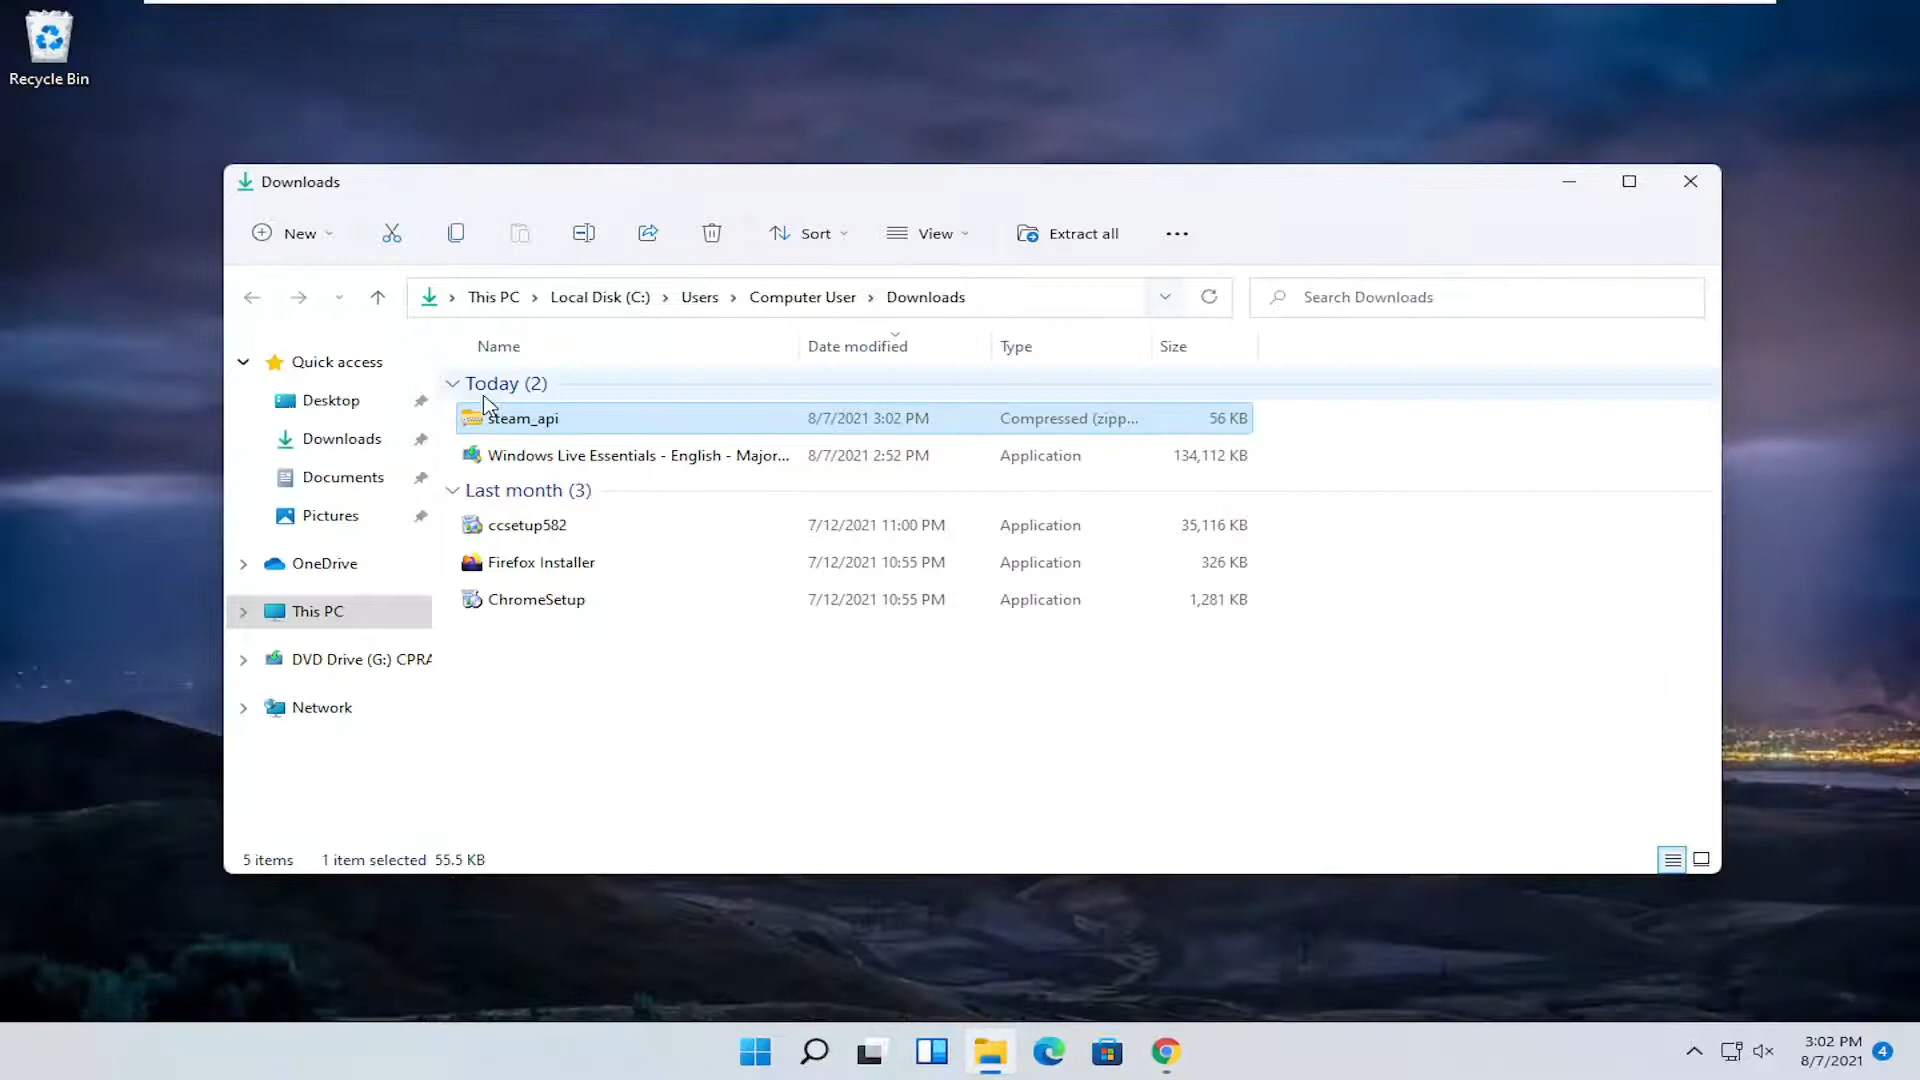 Recycle Bin
Downloads
New
Sort
View
Extract all
This PC > Local Disk (C:) > Users > Computer User > Downloads
Search Downloads
Name Date modified Type Size
Quick access
Desktop
Downloads
Documents
Pictures
OneDrive
This PC
DVD Drive (G:) CPRA
Network
Today (2)
steam_api 8/7/2021 3:02 PM Compressed (zipp... 56 KB
Windows Live Essentials - English - Major... 8/7/2021 2:52 PM Application 134,112 KB
Last month (3)
ccsetup582 7/12/2021 11:00 PM Application 35,116 KB
Firefox Installer 7/12/2021 10:55 PM Application 326 KB
ChromeSetup 7/12/2021 10:55 PM Application 1,281 KB
5 items 1 item selected 55.5 KB
3:02 PM
8/7/2021
4